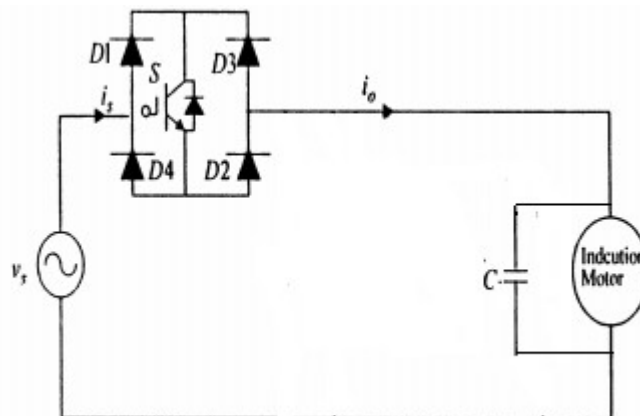 D1
D3
S
i_s
i_o
D4
D2
v_s
C
Indcution
Motor